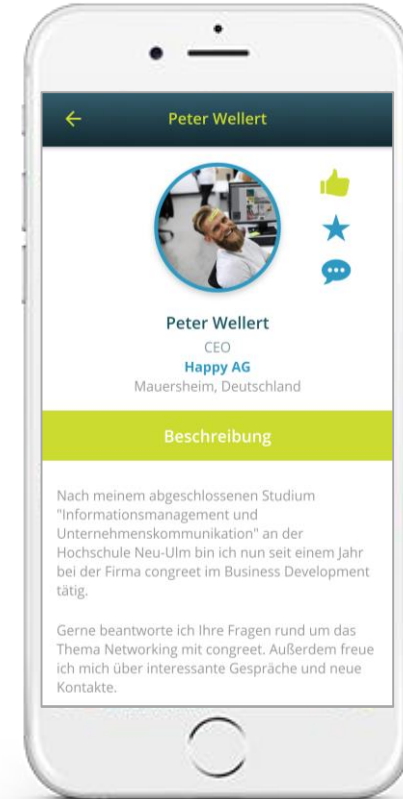 Peter Wellert
Peter Wellert
CEO
Happy AG
Mauersheim, Deutschland
Beschreibung
Nach meinem abgeschlossenen Studium
"Informationsmanagement und
Unternehmenskommunikation" an der
Hochschule Neu-Ulm bin ich nun seit einem Jahr
bei der Firma congreet im Business Development
tätig.
Gerne beantworte ich Ihre Fragen rund um das
Thema Networking mit congreet. Außerdem freue
ich mich über interessante Gespräche und neue
Kontakte.